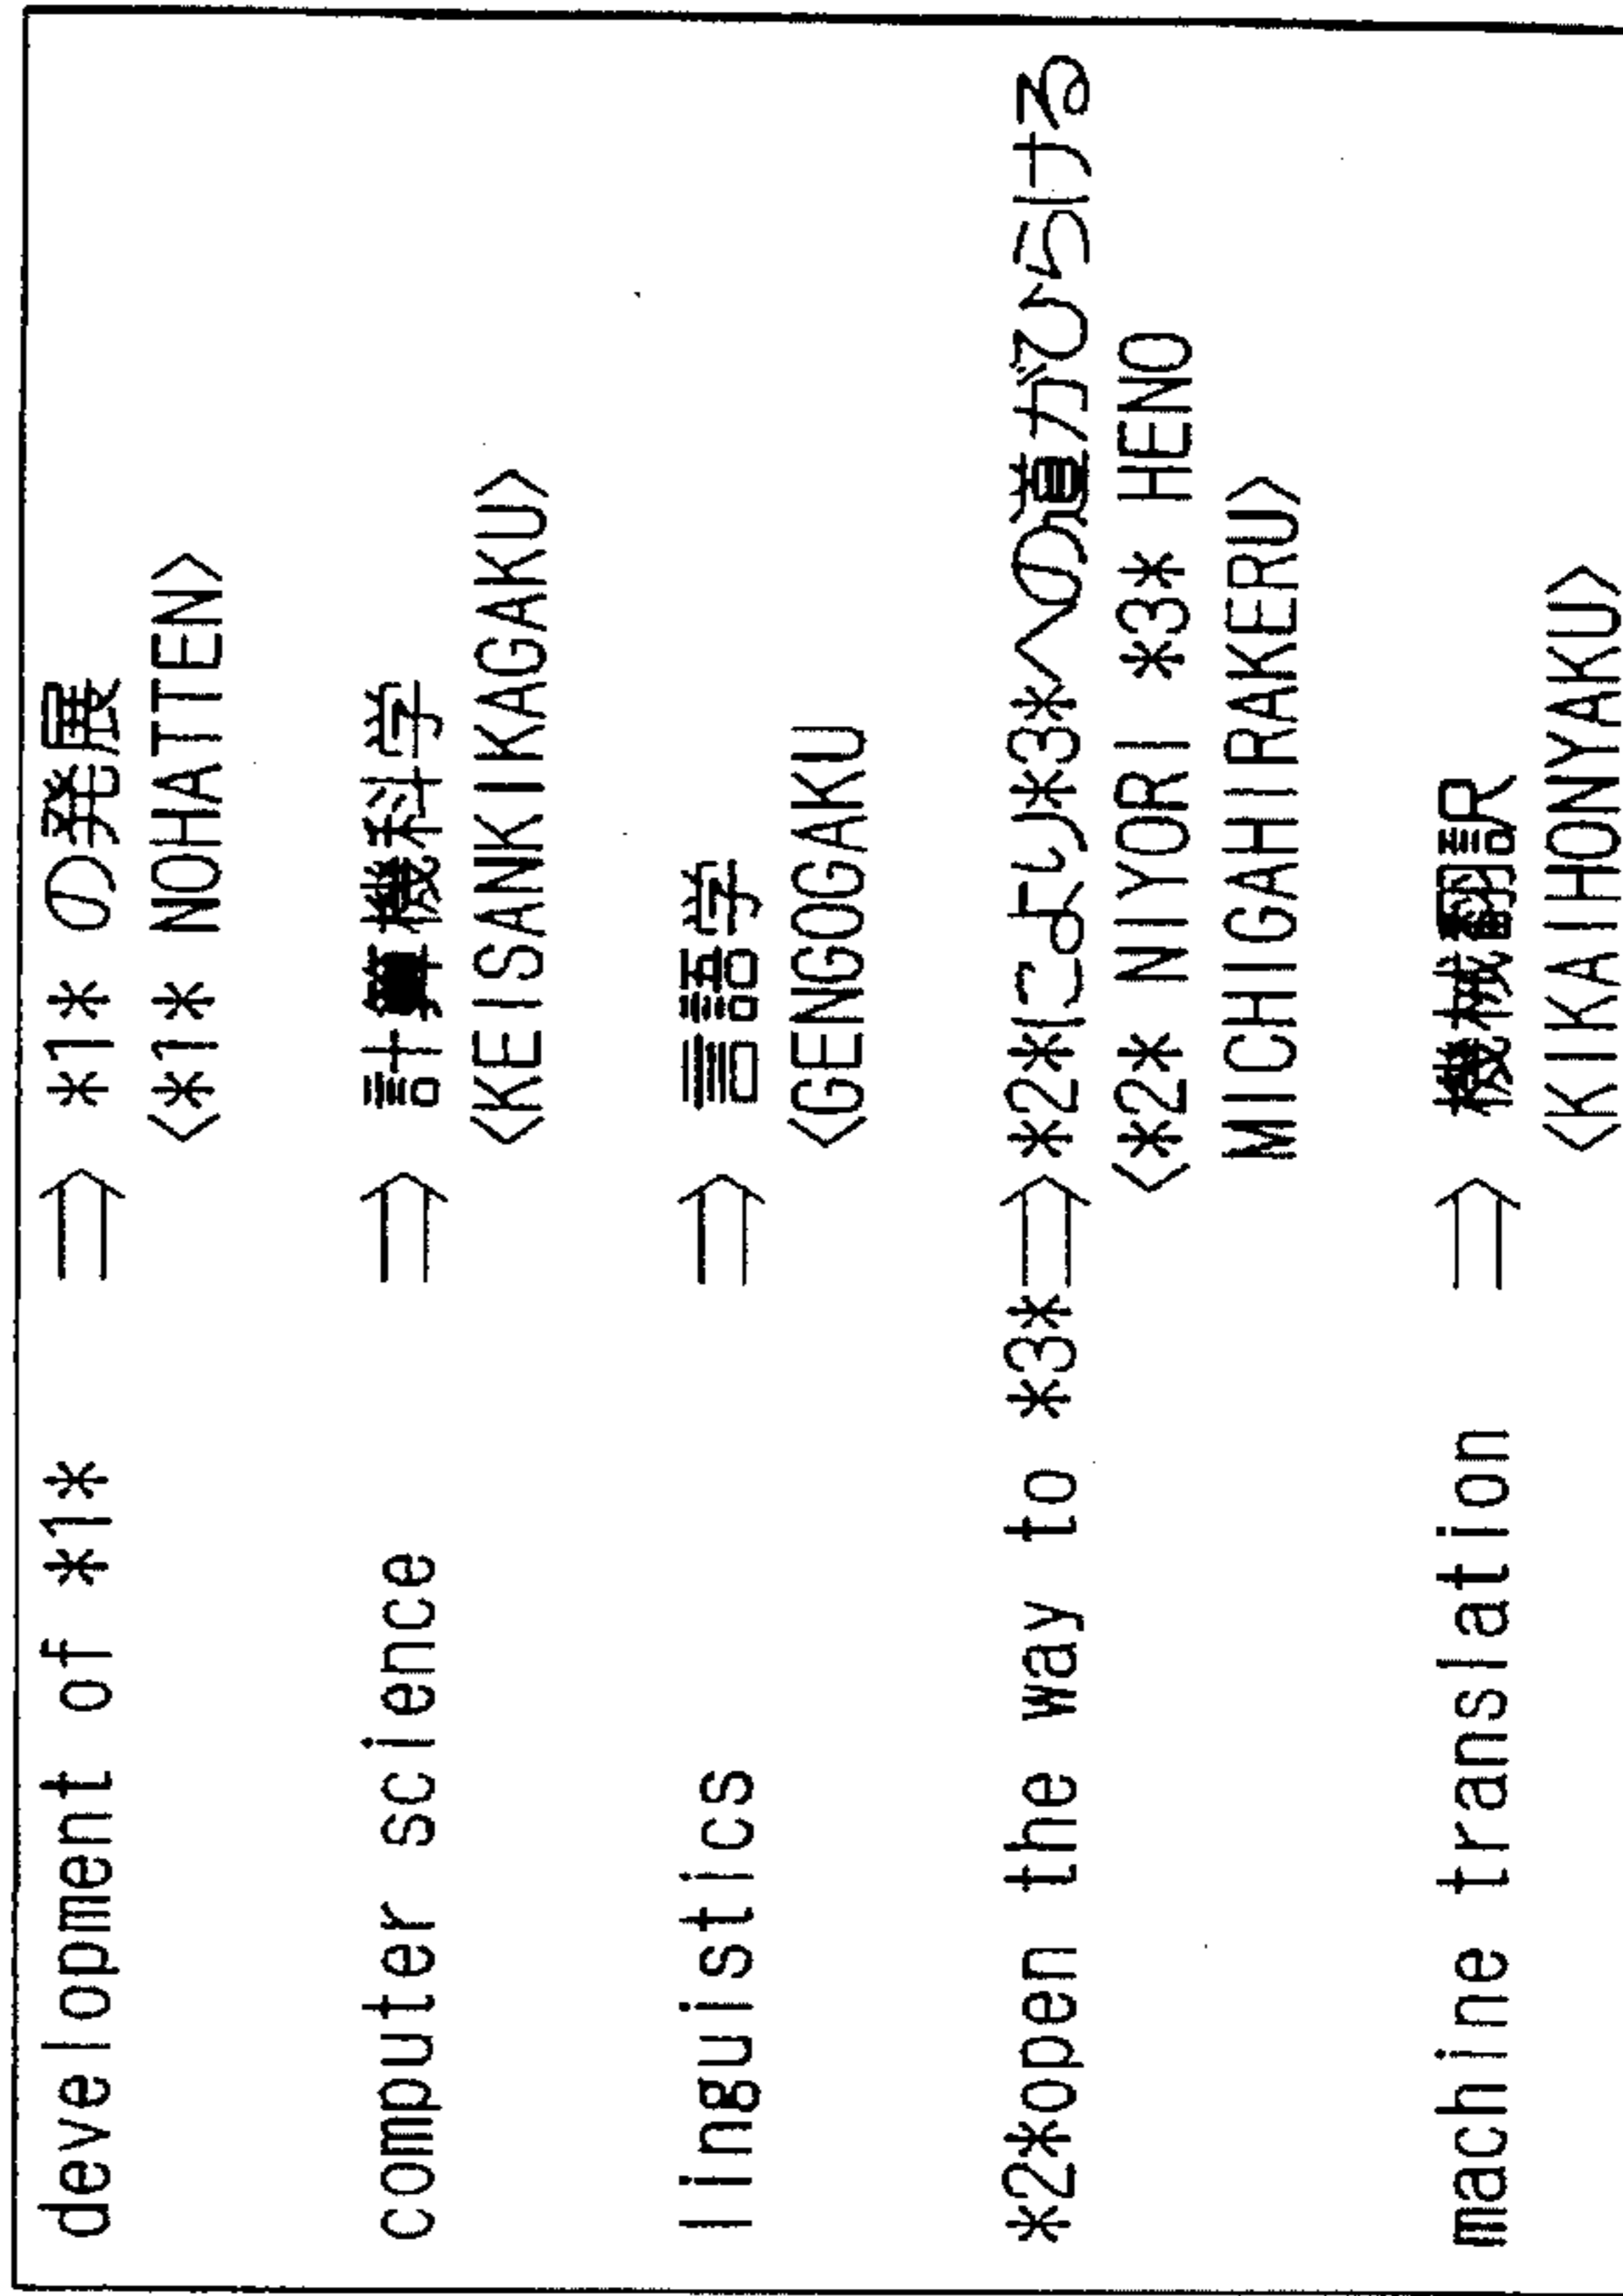 development of *1* ⇒ *1* の発展
<*1* NOHATTEN>
computer science ⇒ 計算機科学
<KEISANKIKAGAKU>
linguistics ⇒ 言語学
<GENGOGAKU
*2*open the way to *3*⇒*2*により*3*への道がひらける
<*2* NIYORI *3* HENO
MICHIGAHIRAKERU>
machine translation ⇒ 機械翻訳
<KIKAIHONYAKU>